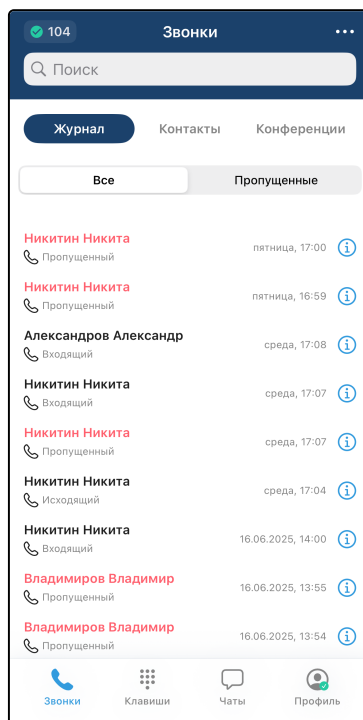 104
Звонки
Поиск
Журнал Контакты Конференции
Все Пропущенные
Никитин Никита
Пропущенный
пятница, 17:00
Никитин Никита
Пропущенный
пятница, 16:59
Александров Александр
Входящий
среда, 17:08
Никитин Никита
Входящий
среда, 17:07
Никитин Никита
Пропущенный
среда, 17:07
Никитин Никита
Исходящий
среда, 17:04
Никитин Никита
Входящий
16.06.2025, 14:00
Владимиров Владимир
Пропущенный
16.06.2025, 13:55
Владимиров Владимир
Пропущенный
16.06.2025, 13:54
Звонки Клавиши Чаты Профиль